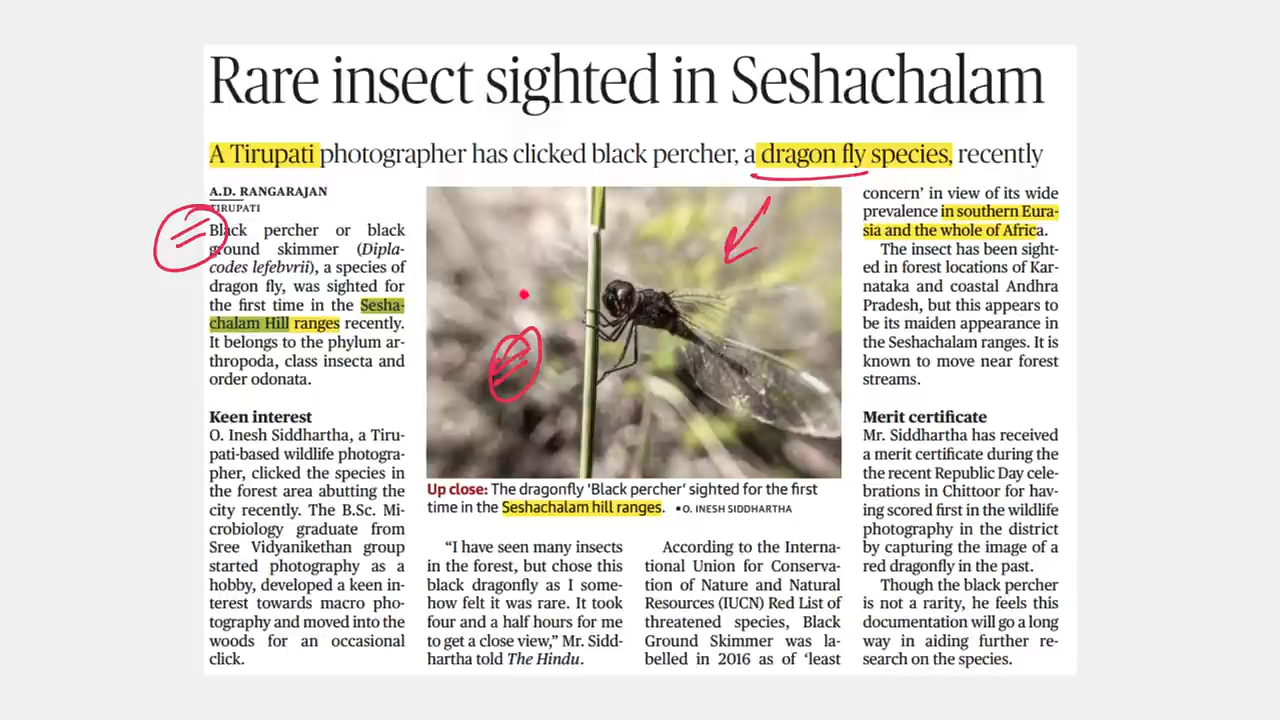 Rare insect sighted in Seshachalam
A Tirupati photographer has clicked black percher, a dragon fly species, recently
A.D. RANGARAJAN
TIRUPATI
Black percher or black
ground skimmer (Dipla-
codes lefebvrii), a species of
dragon fly, was sighted for
the first time in the Sesha-
chalam Hill ranges recently.
It belongs to the phylum ar-
thropoda, class insecta and
order odonata.
Keen interest
O. Inesh Siddhartha, a Tiru-
pati-based wildlife photogra-
pher, clicked the species in
the forest area abutting the
city recently. The B.Sc. Mi-
crobiology graduate from
Sree Vidyanikethan group
started photography as a
hobby, developed a keen in-
terest towards macro pho-
tography and moved into the
woods for an occasional
click.
Up close: The dragonfly 'Black percher' sighted for the first
time in the Seshachalam hill ranges. ▪O. INESH SIDDHARTHA
“I have seen many insects
in the forest, but chose this
black dragonfly as I some-
how felt it was rare. It took
four and a half hours for me
to get a close view,” Mr. Sidd-
hartha told The Hindu.
According to the Interna-
tional Union for Conserva-
tion of Nature and Natural
Resources (IUCN) Red List of
threatened species, Black
Ground Skimmer was la-
belled in 2016 as of ‘least
concern’ in view of its wide
prevalence in southern Eura-
sia and the whole of Africa.
The insect has been sight-
ed in forest locations of Kar-
nataka and coastal Andhra
Pradesh, but this appears to
be its maiden appearance in
the Seshachalam ranges. It is
known to move near forest
streams.
Merit certificate
Mr. Siddhartha has received
a merit certificate during the
the recent Republic Day cele-
brations in Chittoor for hav-
ing scored first in the wildlife
photography in the district
by capturing the image of a
red dragonfly in the past.
Though the black percher
is not a rarity, he feels this
documentation will go a long
way in aiding further re-
search on the species.